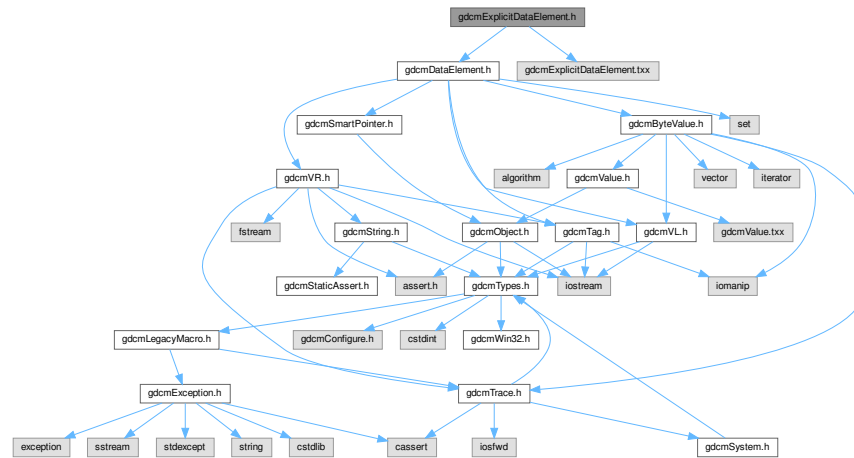 gdcmExplicitDataElement.h
gdcmDataElement.h
gdcmExplicitDataElement.txx
gdcmSmartPointer.h
gdcmByteValue.h
set
gdcmVR.h
algorithm
gdcmValue.h
vector
iterator
fstream
gdcmString.h
gdcmObject.h
gdcmTag.h
gdcmVL.h
gdcmValue.txx
gdcmStaticAssert.h
assert.h
gdcmTypes.h
iostream
iomanip
gdcmLegacyMacro.h
gdcmConfigure.h
cstdint
gdcmWin32.h
gdcmException.h
gdcmTrace.h
exception
sstream
stdexcept
string
cstdlib
cassert
iosfwd
gdcmSystem.h